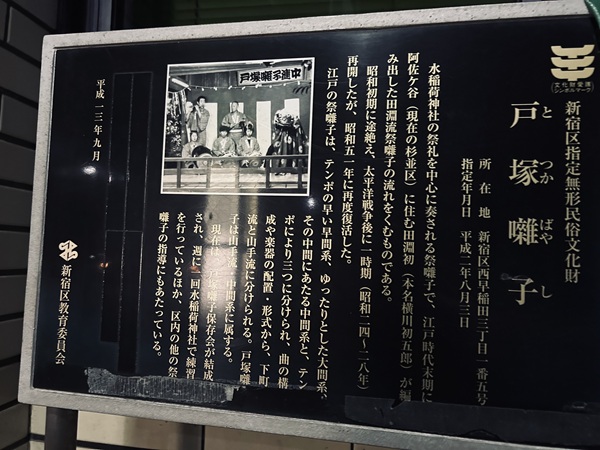 文化財愛護
シンボルマーク
新宿区指定無形民俗文化財
戸塚囃子
とつかばやし
所在地 新宿区西早稲田三丁目一番五号
指定年月日 平成二年八月三日
水稲荷神社の祭礼を中心に奏される祭囃子で、江戸時代末期に
阿佐ケ谷（現在の杉並区）に住む田淵初（本名横川初五郎）が編
み出した田淵流祭囃子の流れをくむものである。
昭和初期に途絶え、太平洋戦争後に一時期（昭和二四〜二八年）
再開したが、昭和五一年に再度復活した。
江戸の祭囃子は、テンポの早い早間系、ゆったりとした大間系、
その中間にあたる中間系と、テン
ポにより三つに分けられ、曲の構
成や楽器の配置・形式から、下町
流と山手流に分けられる。戸塚囃
子は山手流・中間系に属する。
現在は、戸塚囃子保存会が結成
され、週に一回水稲荷神社で練習
を行っているほか、区内の他の祭
囃子の指導にもあたっている。
戸塚囃子連中
平成一三年九月
新宿区教育委員会